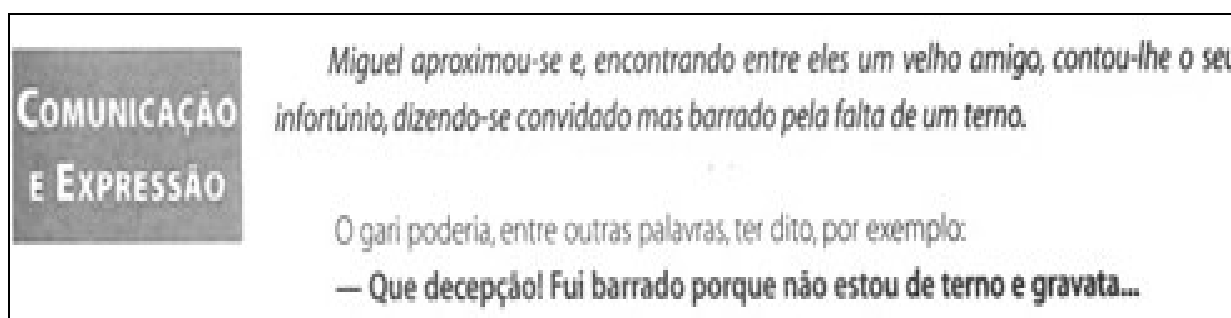 COMUNICAÇÃO
E EXPRESSÃO
Miguel aproximou-se e, encontrando entre eles um velho amigo, contou-lhe o seu
infortúnio, dizendo-se convidado mas barrado pela falta de um terno.
O gari poderia, entre outras palavras, ter dito, por exemplo:
— Que decepção! Fui barrado porque não estou de terno e gravata...